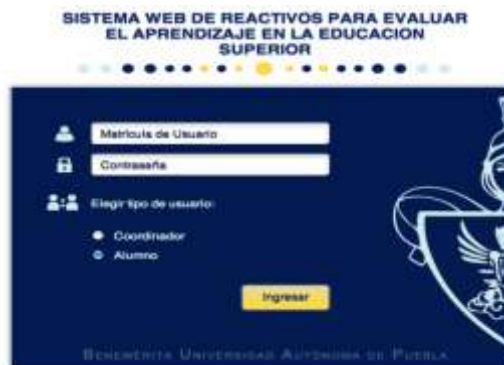 SISTEMA WEB DE REACTIVOS PARA EVALUAR
EL APRENDIZAJE EN LA EDUCACION
SUPERIOR
Matrícula de Usuario
Contraseña
Elegir tipo de usuario:
Coordinador
Alumno
Ingresar
BENEMÉRITA UNIVERSIDAD AUTÓNOMA DE PUEBLA